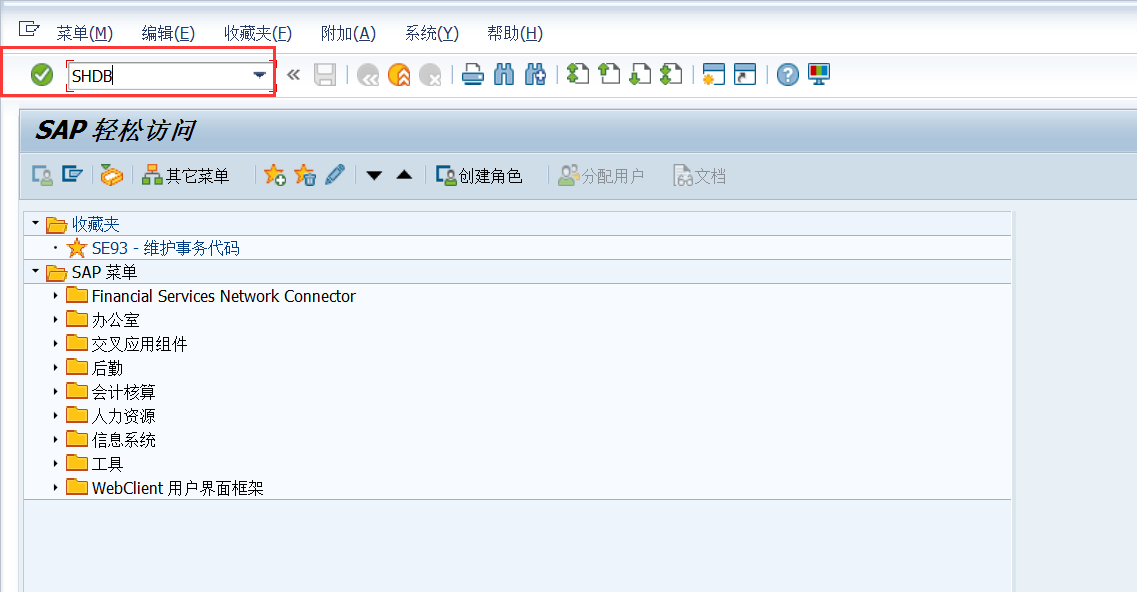 菜单(M) 编辑(E) 收藏夹(F) 附加(A) 系统(Y) 帮助(H)
SHDB
SAP 轻松访问
其它菜单 创建角色 分配用户 文档
收藏夹
SE93 - 维护事务代码
SAP 菜单
Financial Services Network Connector
办公室
交叉应用组件
后勤
会计核算
人力资源
信息系统
工具
WebClient 用户界面框架